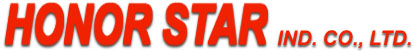 HONOR STAR IND. CO., LTD.